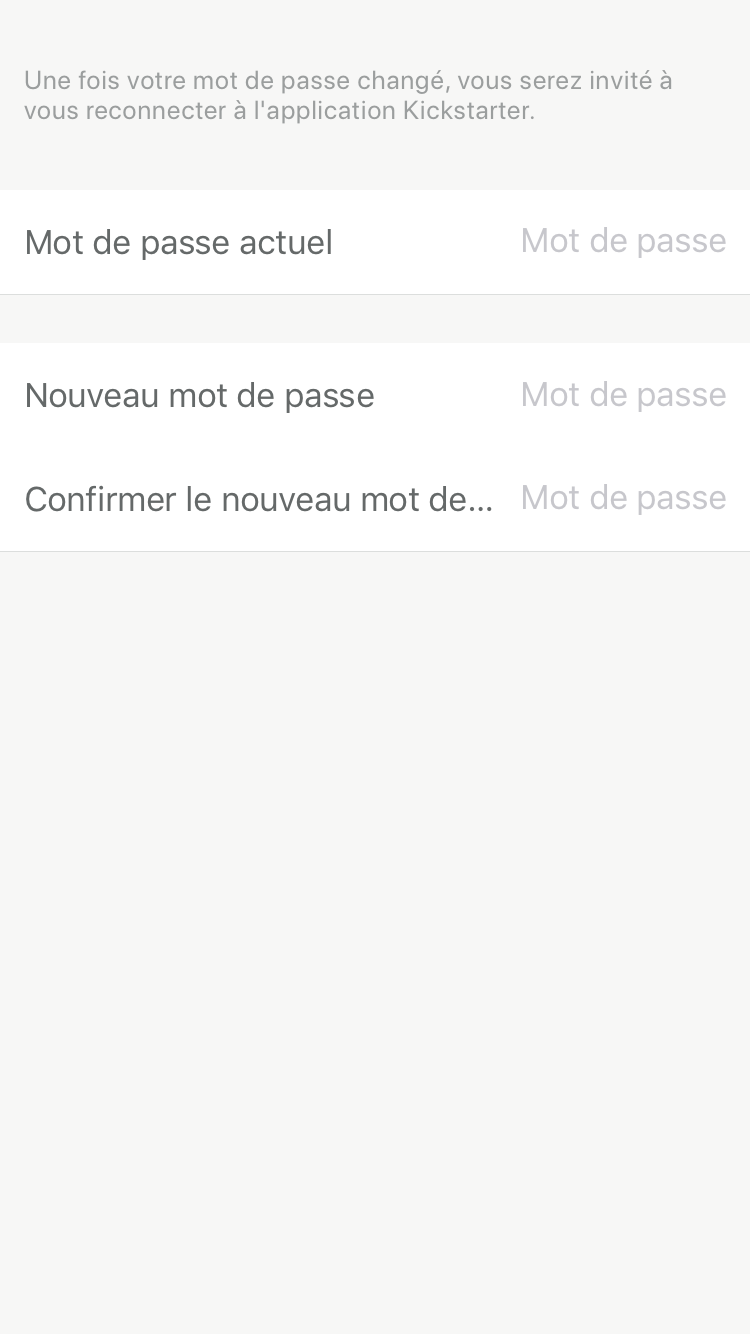 Une fois votre mot de passe changé, vous serez invité à
vous reconnecter à l'application Kickstarter.
Mot de passe actuel Mot de passe
Nouveau mot de passe Mot de passe
Confirmer le nouveau mot de... Mot de passe